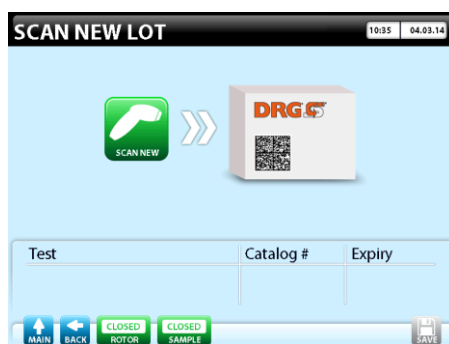 SCAN NEW LOT 10:35 04.03.14
SCAN NEW
DRG
Test Catalog # Expiry
MAIN BACK CLOSED ROTOR CLOSED SAMPLE SAVE